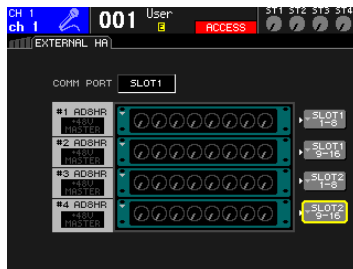 CH 1
ch 1
001
User
E
ACCESS
ST1 ST2 ST3 ST4
EXTERNAL HA
COMM PORT SLOT1
#1 AD8HR
+48V
MASTER
SLOT1
1-8
#2 AD8HR
+48V
MASTER
SLOT1
9-16
#3 AD8HR
+48V
MASTER
SLOT2
1-8
#4 AD8HR
+48V
MASTER
SLOT2
9-16